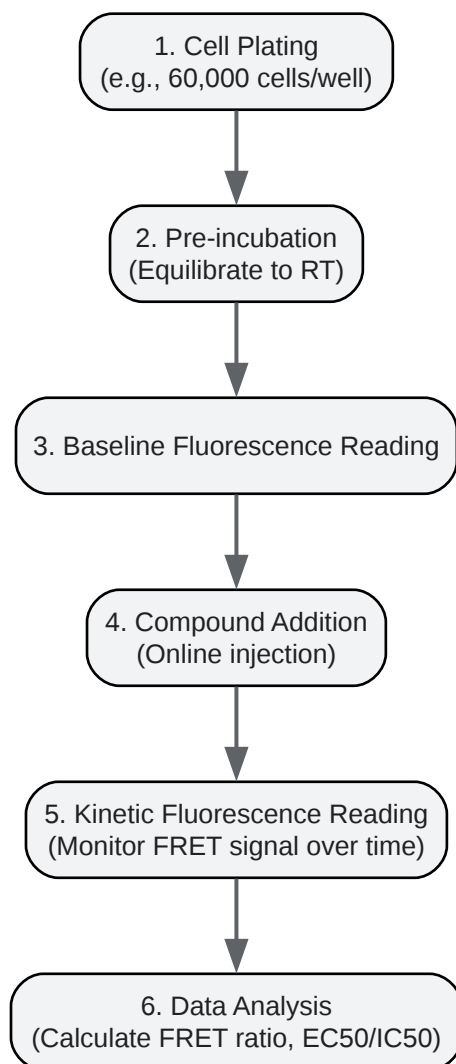 1. Cell Plating
(e.g., 60,000 cells/well)
2. Pre-incubation
(Equilibrate to RT)
3. Baseline Fluorescence Reading
4. Compound Addition
(Online injection)
5. Kinetic Fluorescence Reading
(Monitor FRET signal over time)
6. Data Analysis
(Calculate FRET ratio, EC50/IC50)